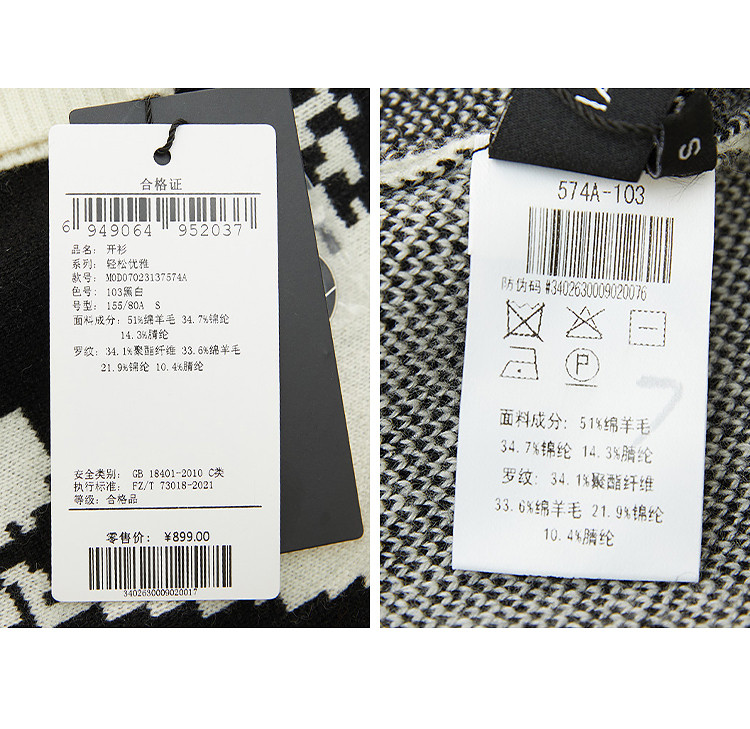 合格证
6 949064 952037
品名: 开衫
系列: 轻松优雅
款号: MOD07023137574A
色号: 103黑白
号型: 155/80A S
面料成分: 51%绵羊毛 34.7%锦纶
14.3%腈纶
罗纹: 34.1%聚酯纤维 33.6%绵羊毛
21.9%锦纶 10.4%腈纶
安全类别: GB 18401-2010 C类
执行标准: FZ/T 73018-2021
等级: 合格品
零售价: ¥899.00
3402630009020017
S
574A-103
防伪码 #3402630009020076
P
7
面料成分: 51%绵羊毛
34.7%锦纶 14.3%腈纶
罗纹: 34.1%聚酯纤维
33.6%绵羊毛 21.9%锦纶
10.4%腈纶